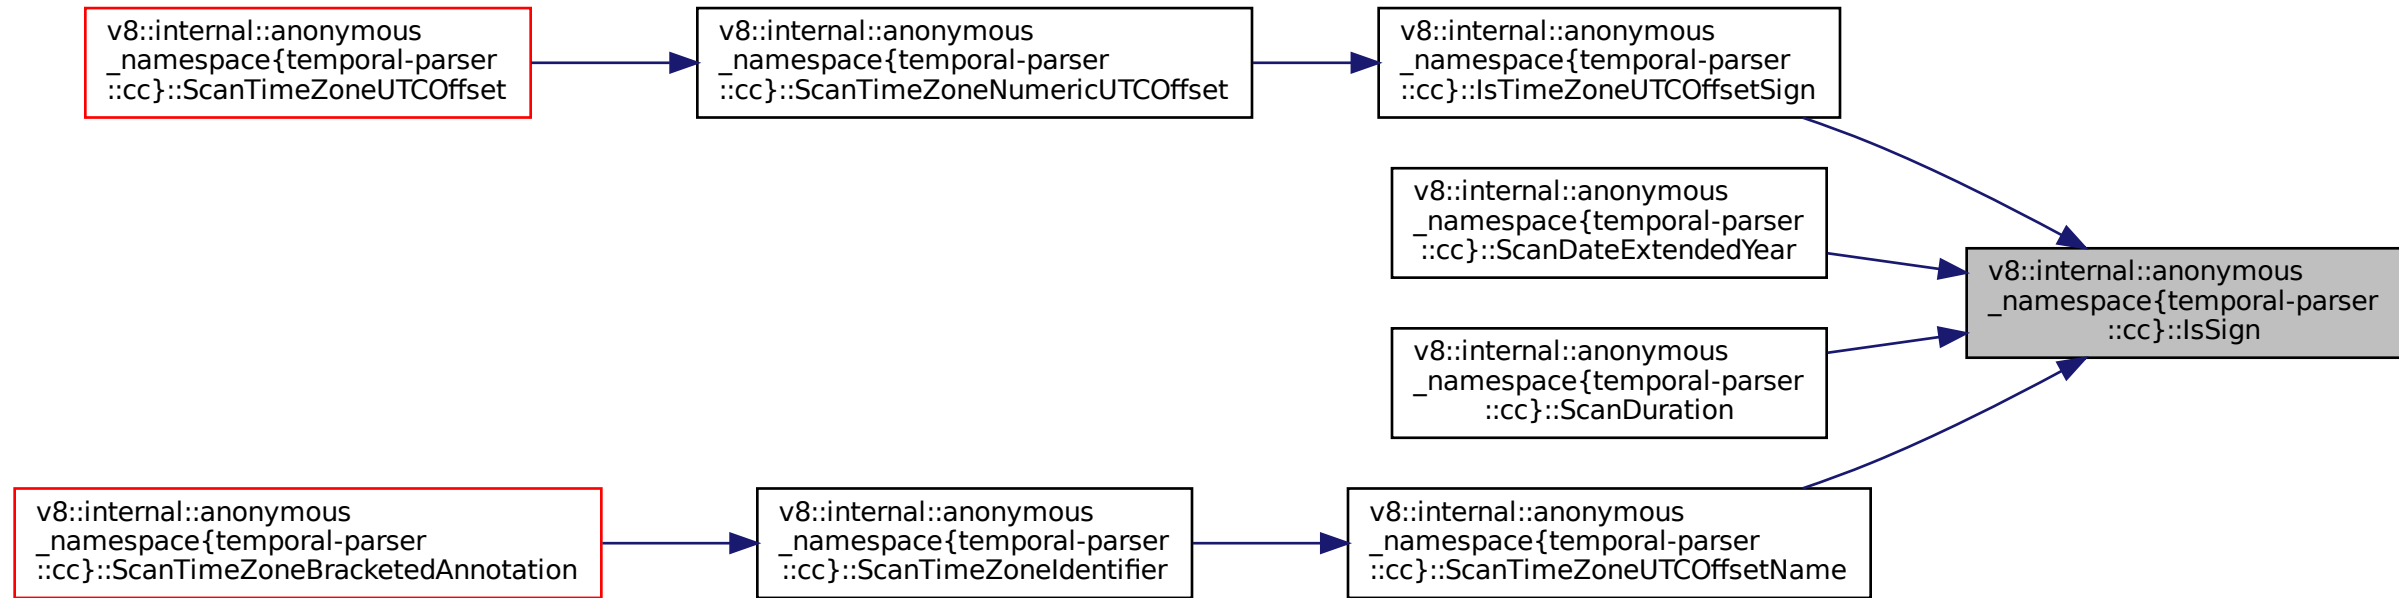 v8::internal::anonymous
_namespace{temporal-parser
::cc}::ScanTimeZoneUTCOffset
v8::internal::anonymous
_namespace{temporal-parser
::cc}::ScanTimeZoneNumericUTCOffset
v8::internal::anonymous
_namespace{temporal-parser
::cc}::IsTimeZoneUTCOffsetSign
v8::internal::anonymous
_namespace{temporal-parser
::cc}::ScanDateExtendedYear
v8::internal::anonymous
_namespace{temporal-parser
::cc}::IsSign
v8::internal::anonymous
_namespace{temporal-parser
::cc}::ScanDuration
v8::internal::anonymous
_namespace{temporal-parser
::cc}::ScanTimeZoneBracketedAnnotation
v8::internal::anonymous
_namespace{temporal-parser
::cc}::ScanTimeZoneIdentifier
v8::internal::anonymous
_namespace{temporal-parser
::cc}::ScanTimeZoneUTCOffsetName